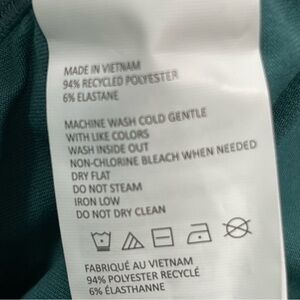 MADE IN VIETNAM
94% RECYCLED POLYESTER
6% ELASTANE
MACHINE WASH COLD GENTLE
WITH LIKE COLORS
WASH INSIDE OUT
NON-CHLORINE BLEACH WHEN NEEDED
DRY FLAT
DO NOT STEAM
IRON LOW
DO NOT DRY CLEAN
FABRIQUÉ AU VIETNAM
94% POLYESTER RECYCLÉ
6% ÉLASTHANNE